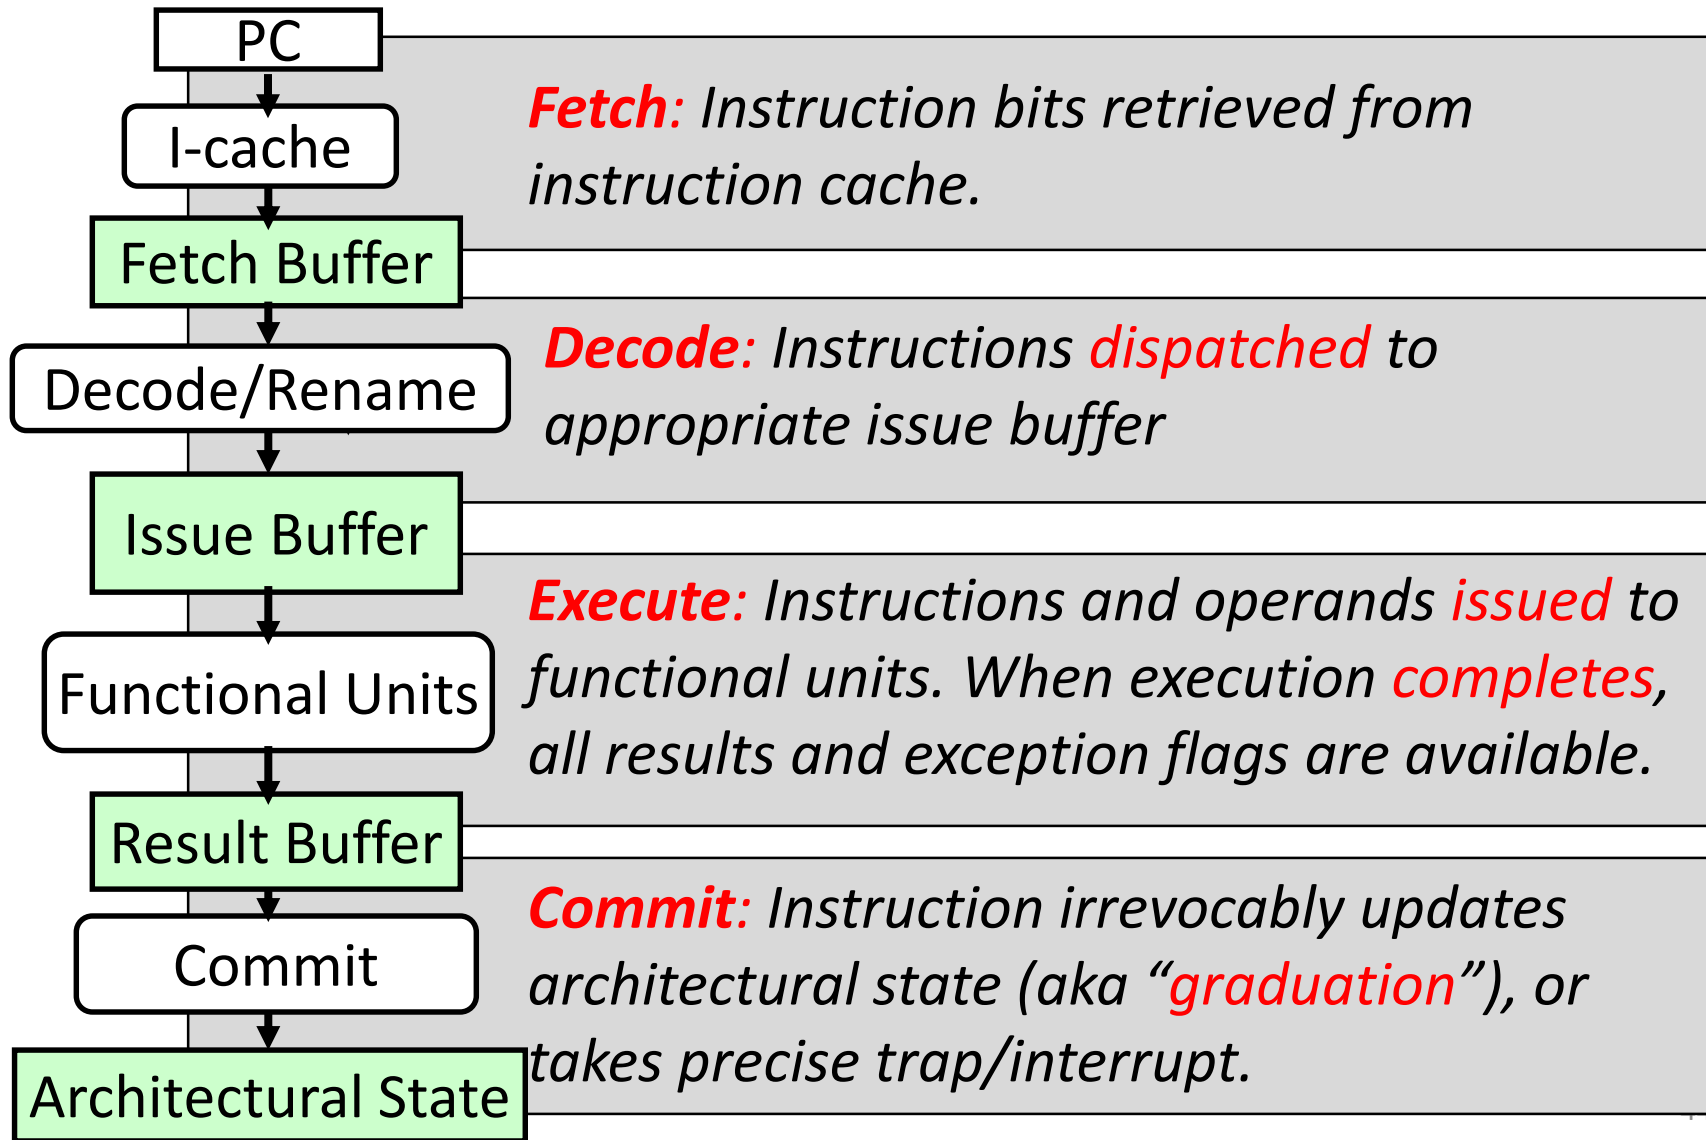 PC
I-cache
Fetch Buffer
Decode/Rename
Issue Buffer
Functional Units
Result Buffer
Commit
Architectural State
Fetch: Instruction bits retrieved from
instruction cache.
Decode: Instructions dispatched to
appropriate issue buffer
Execute: Instructions and operands issued to
functional units. When execution completes,
all results and exception flags are available.
Commit: Instruction irrevocably updates
architectural state (aka “graduation”), or
takes precise trap/interrupt.